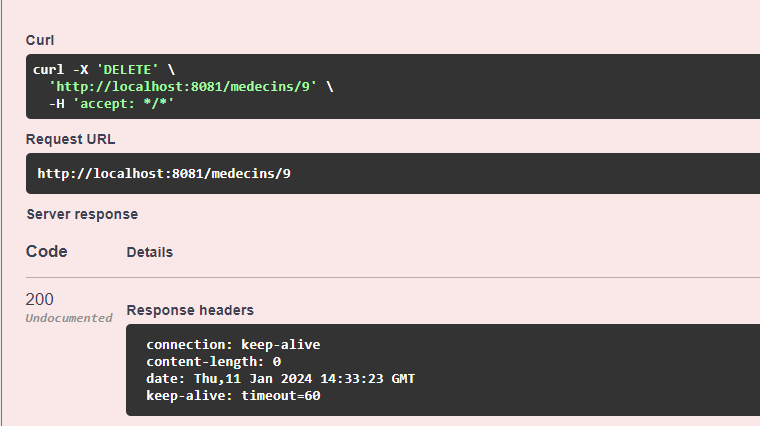 Curl
curl -X 'DELETE' \
'http://localhost:8081/medecins/9' \
-H 'accept: */*'
Request URL
http://localhost:8081/medecins/9
Server response
Code Details
200
Undocumented
Response headers
connection: keep-alive
content-length: 0
date: Thu,11 Jan 2024 14:33:23 GMT
keep-alive: timeout=60